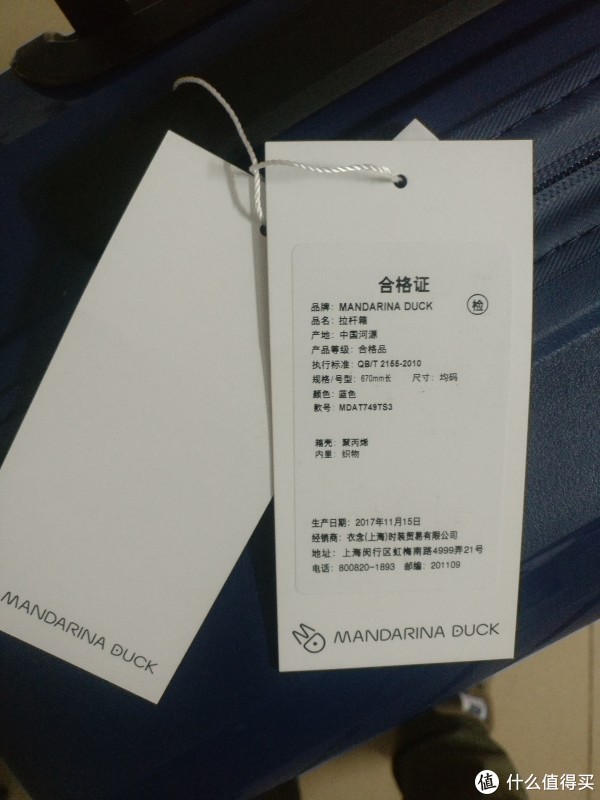 合格证
品牌：MANDARINA DUCK
检
品名：拉杆箱
产地：中国河源
产品等级：合格品
执行标准：QB/T 2155-2010
规格/号型：670mm长 尺寸：均码
颜色：蓝色
款号：MDAT749TS3
箱壳：聚丙烯
内里：织物
生产日期：2017年11月15日
经销商：衣念(上海)时装贸易有限公司
地址：上海闵行区虹梅南路4999弄21号
电话：800820-1893 邮编：201109
MANDARINA DUCK
MANDARINA DUCK
值 什么值得买